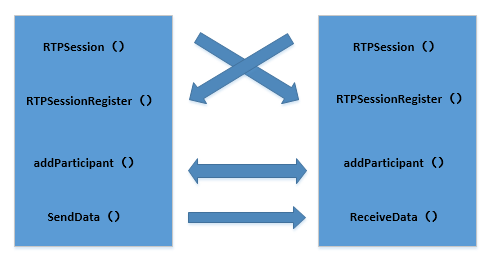 RTPSession （）
RTPSessionRegister （）
addParticipant （）
SendData （）
RTPSession （）
RTPSessionRegister （）
addParticipant （）
ReceiveData （）